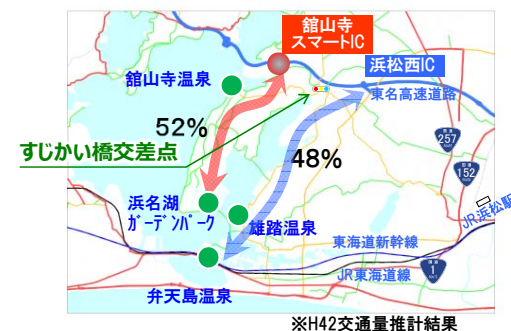 舘山寺
スマートIC
浜松西IC
舘山寺温泉
東名高速道路
52%
すじかい橋交差点
48%
257
152
浜名湖
ｶﾞｰﾃﾞﾝﾊﾟｰｸ
雄踏温泉
JR浜松駅
東海道新幹線
JR東海道線
1
弁天島温泉
※H42交通量推計結果